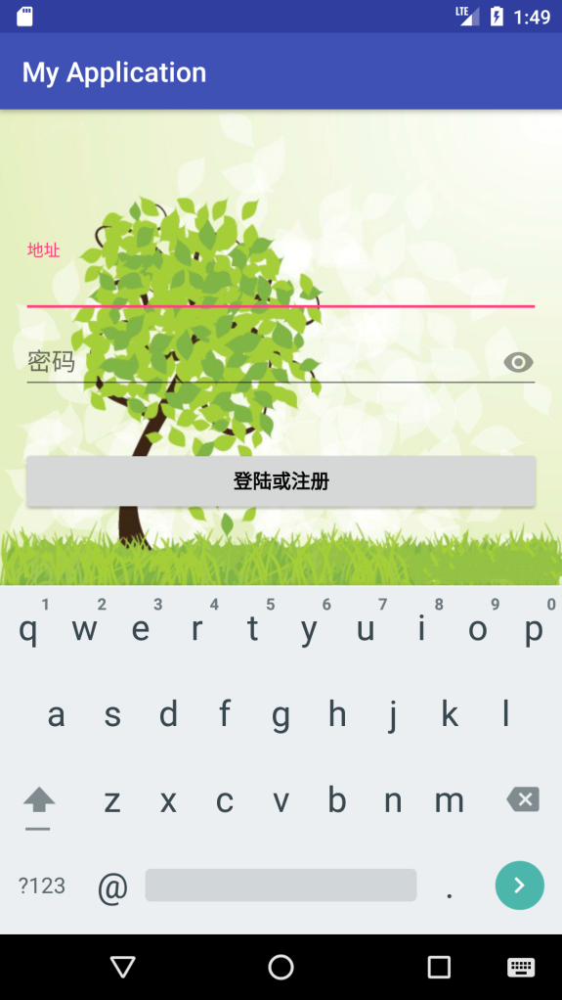 LTE 1:49
My Application
地址
密码
登陆或注册
1 2 3 4 5 6 7 8 9 0
q w e r t y u i o p
a s d f g h j k l
z x c v b n m
?123 @ .